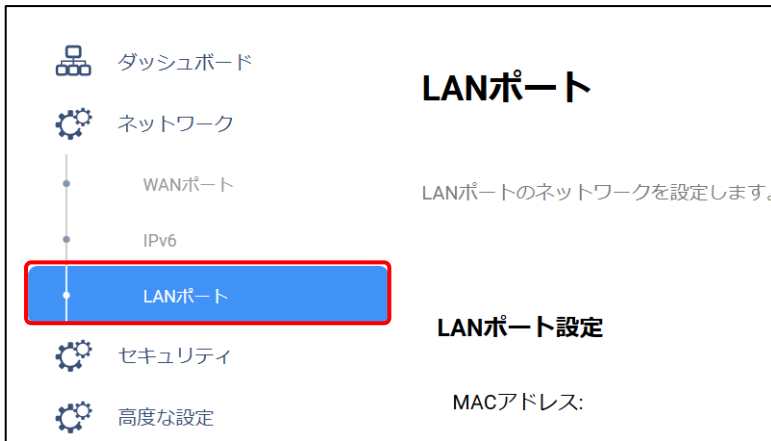 ダッシュボード
ネットワーク
WANポート
IPv6
LANポート
セキュリティ
高度な設定
LANポート
LANポートのネットワークを設定します。
LANポート設定
MACアドレス: